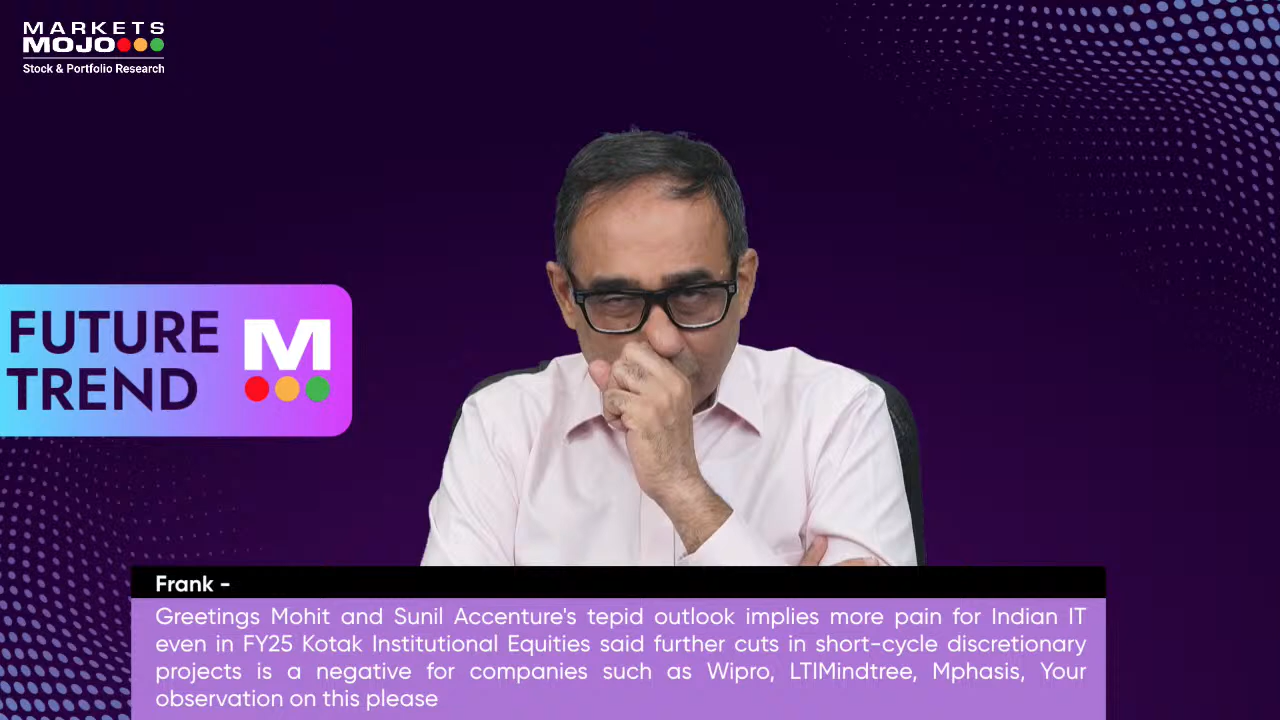 MARKETS
MOJO
Stock & Portfolio Research
FUTURE
TREND
M
Frank -
Greetings Mohit and Sunil Accenture's tepid outlook implies more pain for Indian IT
even in FY25 Kotak Institutional Equities said further cuts in short-cycle discretionary
projects is a negative for companies such as Wipro, LTIMindtree, Mphasis, Your
observation on this please